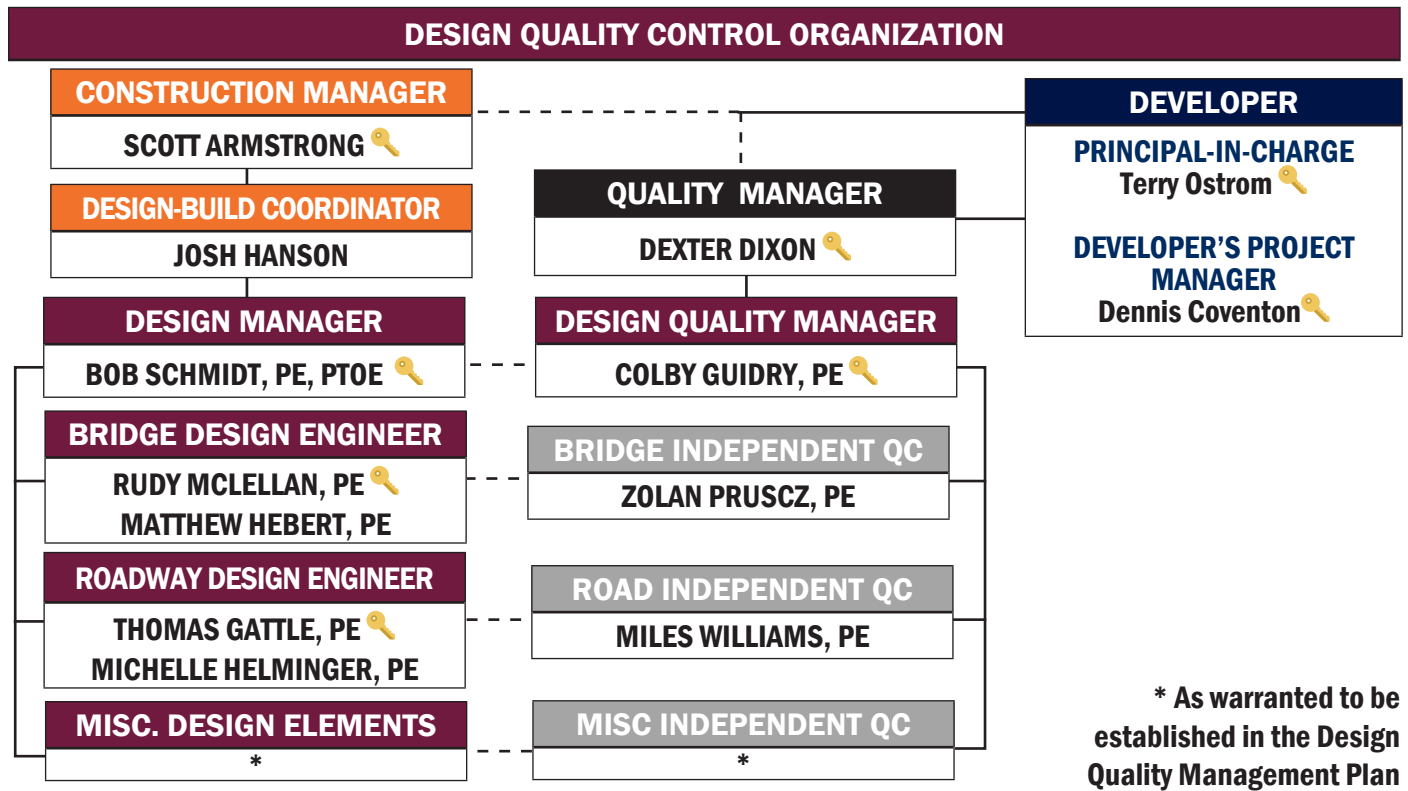 DESIGN QUALITY CONTROL ORGANIZATION
CONSTRUCTION MANAGER
SCOTT ARMSTRONG
DESIGN-BUILD COORDINATOR
JOSH HANSON
DESIGN MANAGER
BOB SCHMIDT, PE, PTOE
BRIDGE DESIGN ENGINEER
RUDY MCLELLAN, PE
MATTHEW HEBERT, PE
ROADWAY DESIGN ENGINEER
THOMAS GATTLE, PE
MICHELLE HELMINGER, PE
MISC. DESIGN ELEMENTS
*
QUALITY MANAGER
DEXTER DIXON
DESIGN QUALITY MANAGER
COLBY GUIDRY, PE
BRIDGE INDEPENDENT QC
ZOLAN PRUSCZ, PE
ROAD INDEPENDENT QC
MILES WILLIAMS, PE
MISC INDEPENDENT QC
*
DEVELOPER
PRINCIPAL-IN-CHARGE
Terry Ostrom
DEVELOPER'S PROJECT
MANAGER
Dennis Coventon
* As warranted to be
established in the Design
Quality Management Plan